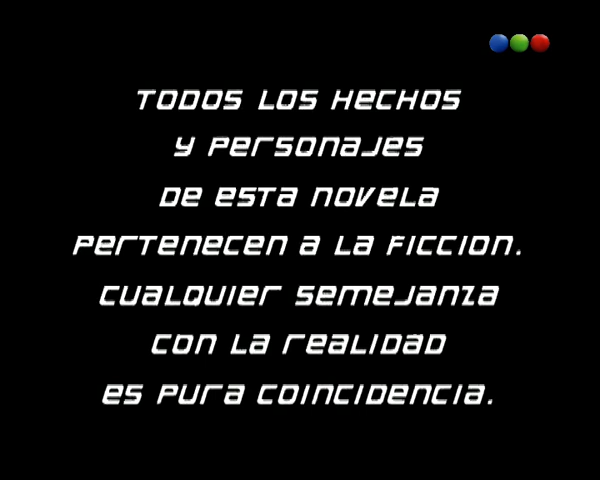 TODOS LOS HECHOS
Y PERSONAJES
DE ESTA NOVELA
PERTENECEN A LA FICCION.
CUALQUIER SEMEJANZA
CON LA REALIDAD
ES PURA COINCIDENCIA.